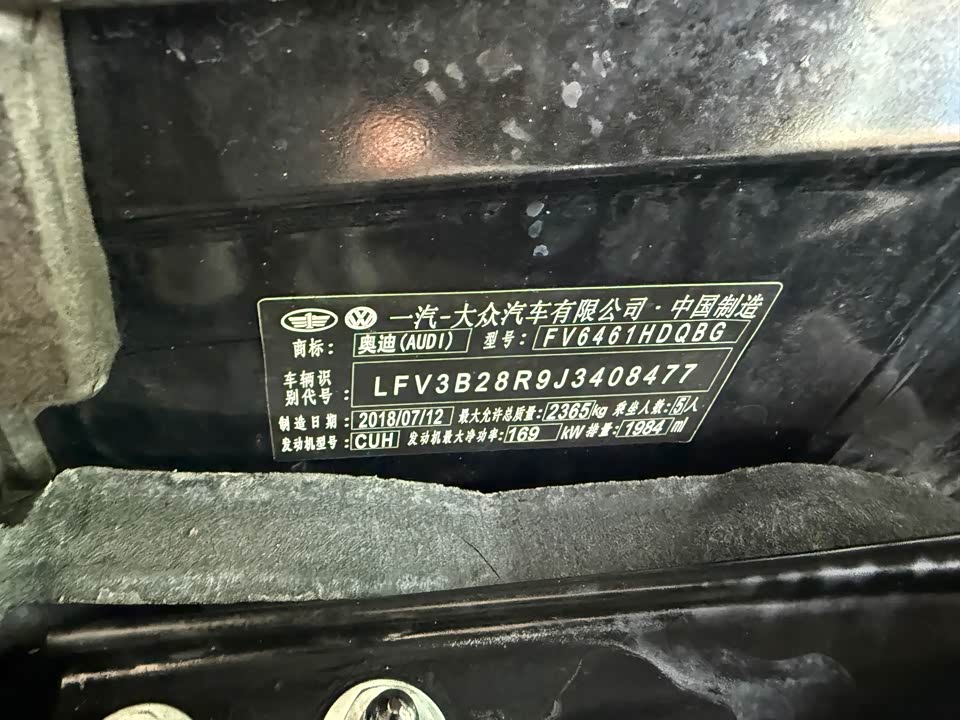 一汽-大众汽车有限公司·中国制造
商标：奥迪(AUDI) 型号：FV6461HDQBG
车辆识别代号：LFV3B28R9J3408477
制造日期：2018/07/12 最大允许总质量：2365kg 乘坐人数：5人
发动机型号：CUH 发动机最大净功率：169 kW 排量：1984 ml